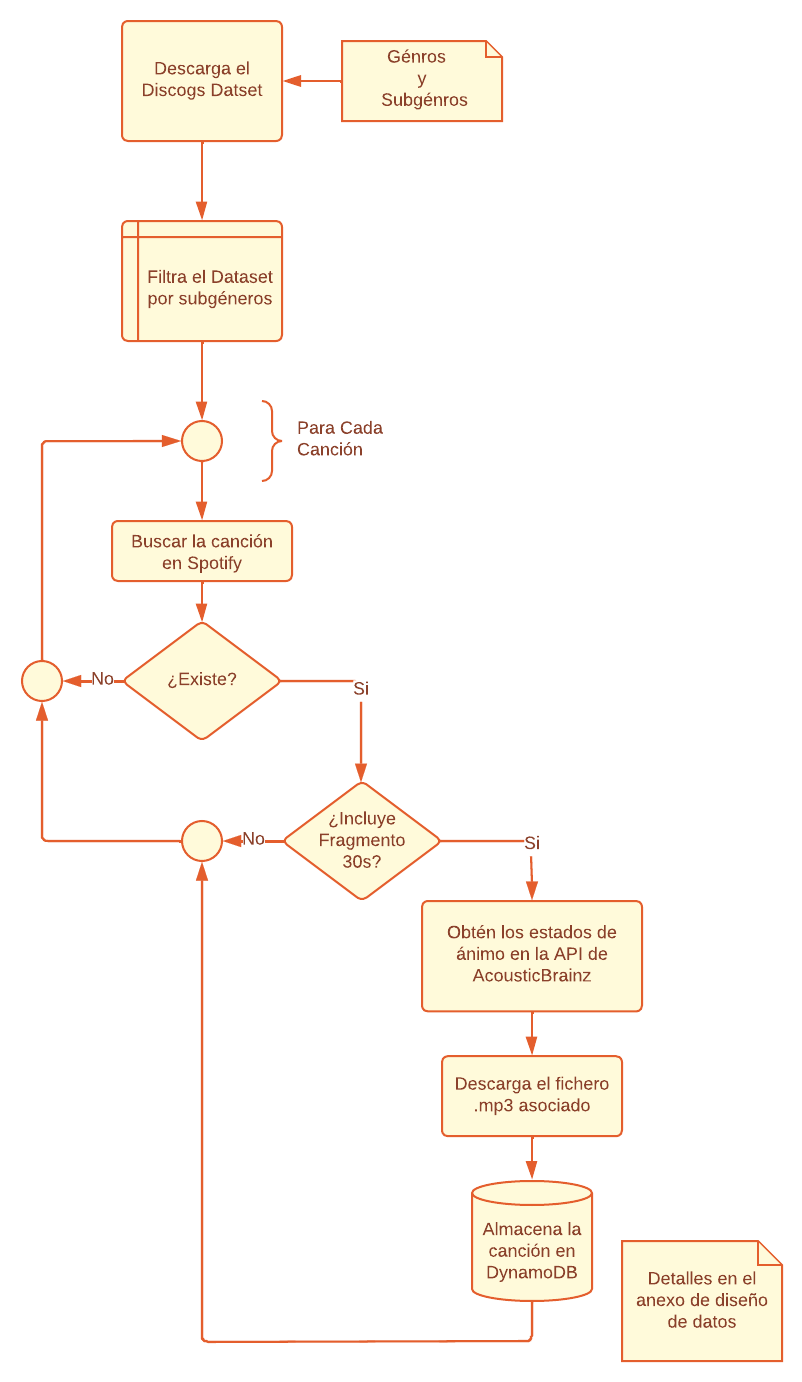 Descarga el
Discogs Datset
Génros
y
Subgénros
Filtra el Dataset
por subgéneros
Para Cada
Canción
Buscar la canción
en Spotify
¿Existe?
No
Si
¿Incluye
Fragmento
30s?
No
Si
Obtén los estados de
ánimo en la API de
AcousticBrainz
Descarga el fichero
.mp3 asociado
Almacena la
canción en
DynamoDB
Detalles en el
anexo de diseño
de datos